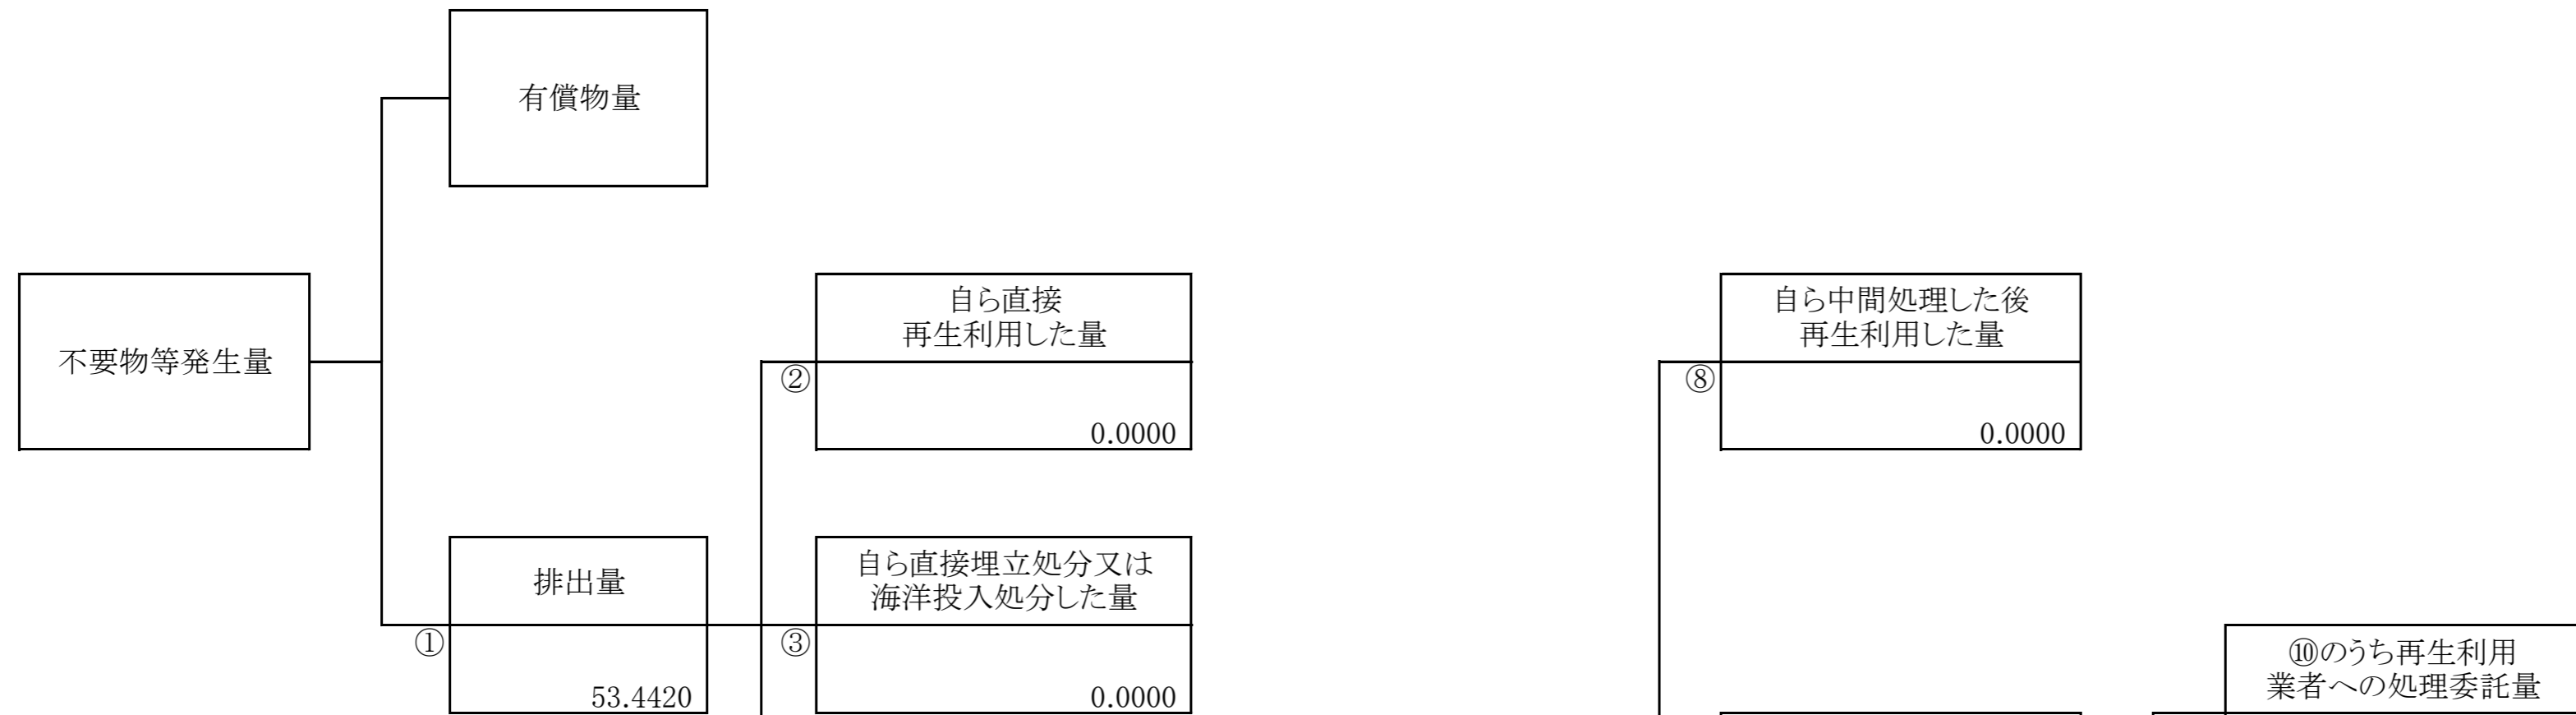 有償物量
不要物等発生量
自ら直接
再生利用した量
②
0.0000
自ら中間処理した後
再生利用した量
⑧
0.0000
排出量
①
53.4420
自ら直接埋立処分又は
海洋投入処分した量
③
0.0000
⑩のうち再生利用
業者への処理委託量